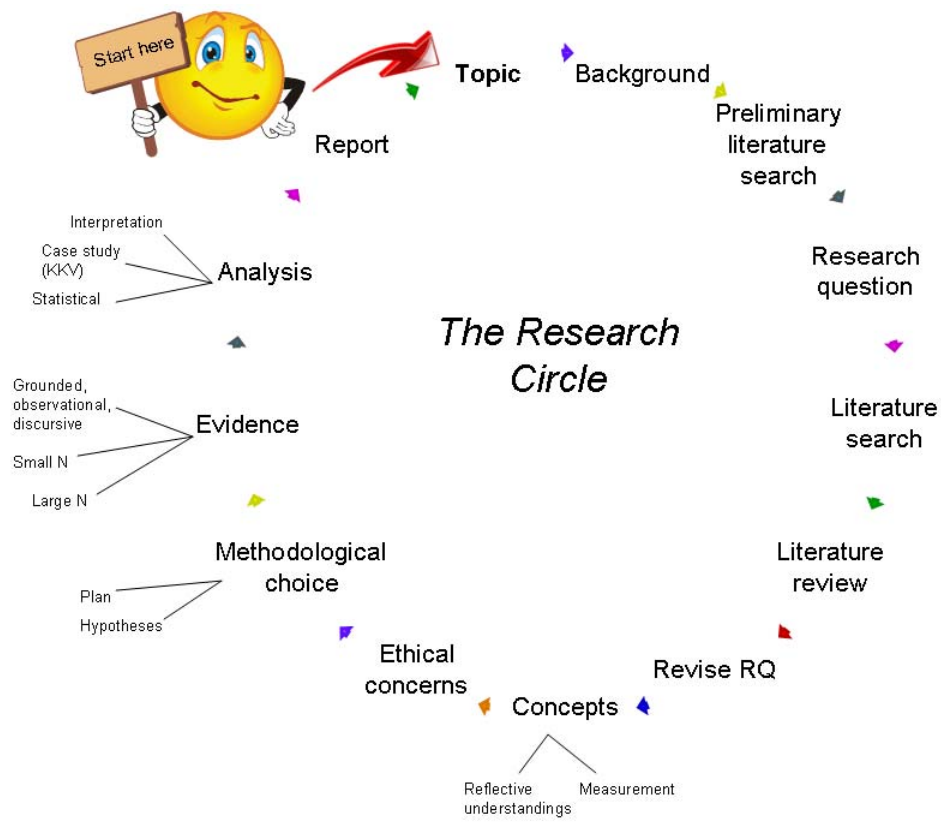 Start here
Topic
Background
Preliminary
literature
search
Research
question
Literature
search
Literature
review
Revise RQ
Concepts
Reflective
understandings
Measurement
Ethical
concerns
Methodological
choice
Plan
Hypotheses
Evidence
Grounded,
observational,
discursive
Small N
Large N
Analysis
Interpretation
Case study
(KKV)
Statistical
Report
The Research
Circle